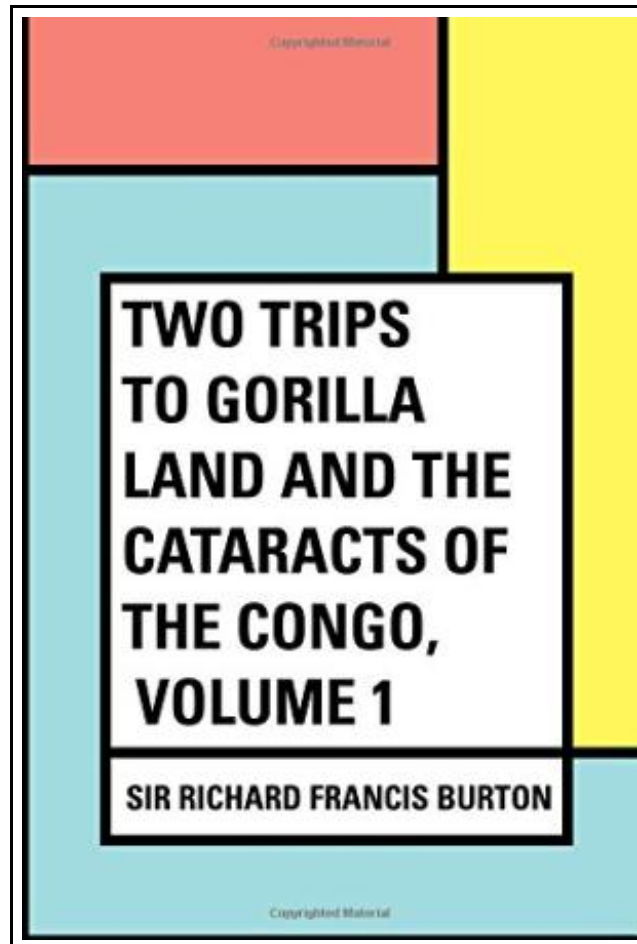 Copyrighted Material
TWO TRIPS
TO GORILLA
LAND AND THE
CATARACTS OF
THE CONGO,
VOLUME 1
SIR RICHARD FRANCIS BURTON
Copyrighted Material